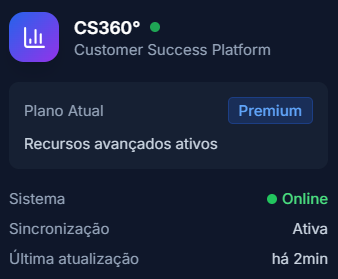 CS360°
Customer Success Platform
Plano Atual Premium
Recursos avançados ativos
Sistema Online
Sincronização Ativa
Última atualização há 2min